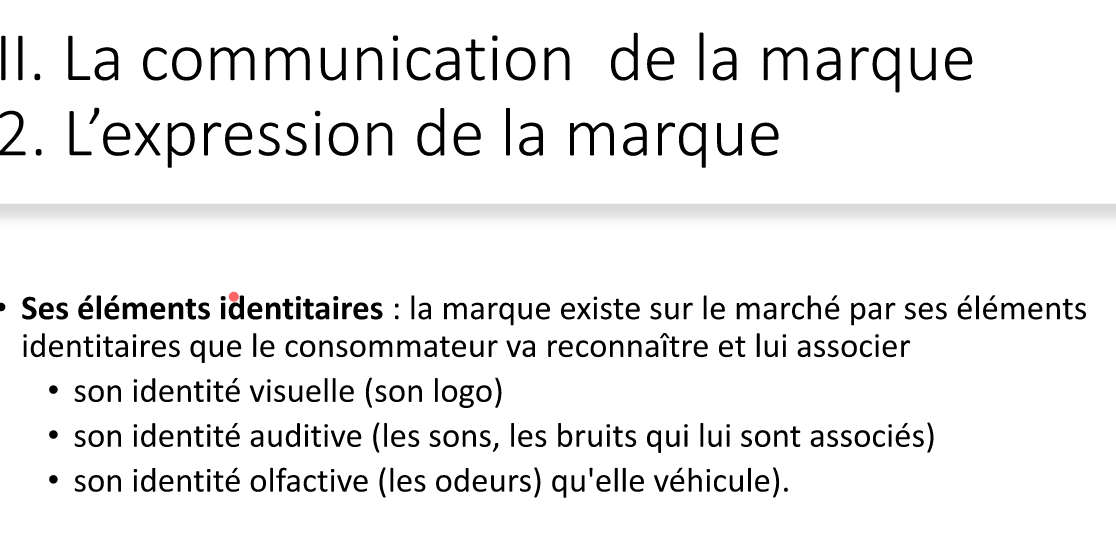 II. La communication  de la marque
2. L’expression de la marque
• Ses éléments identitaires : la marque existe sur le marché par ses éléments
identitaires que le consommateur va reconnaître et lui associer
• son identité visuelle (son logo)
• son identité auditive (les sons, les bruits qui lui sont associés)
• son identité olfactive (les odeurs) qu'elle véhicule).